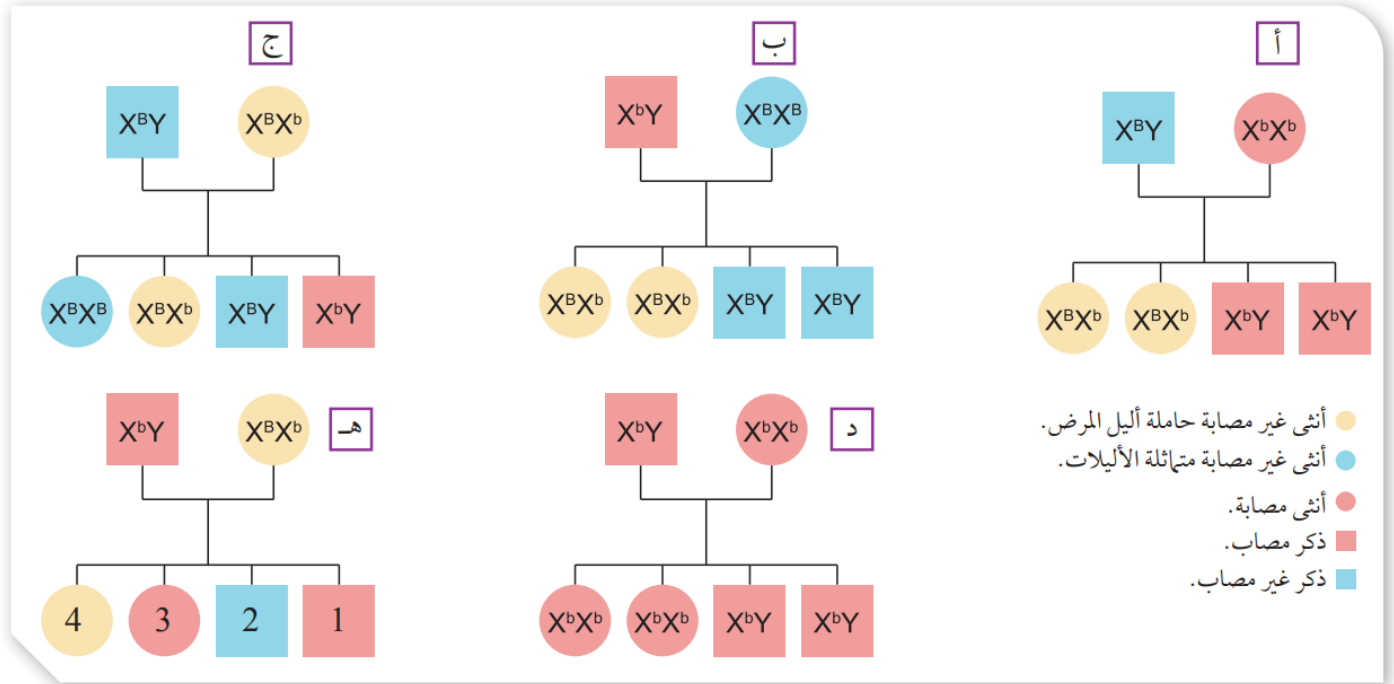 أ
ب
ج
XᵇXᵇ
XᴮY
XᴮXᴮ
XᵇY
XᴮXᵇ
XᴮY
XᴮXᵇ XᴮXᵇ XᵇY XᵇY
XᴮXᵇ XᴮXᵇ XᴮY XᴮY
XᴮXᴮ XᴮXᵇ XᴮY XᵇY
أنثى غير مصابة حاملة أليل المرض.
أنثى غير مصابة متماثلة الأليلات.
أنثى مصابة.
ذكر مصاب.
ذكر غير مصاب.
د
XᵇXᵇ
XᵇY
XᵇXᵇ XᵇXᵇ XᵇY XᵇY
هـ
XᴮXᵇ
XᵇY
4 3 2 1